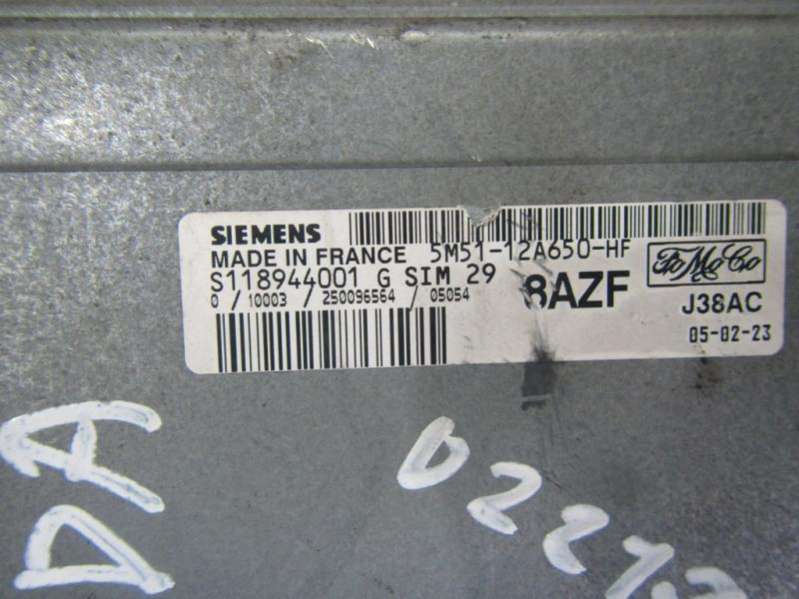 SIEMENS
MADE IN FRANCE 5M51-12A650-HF
S118944001 G SIM 29
0 / 10003 / 250096564 / 05054
8AZF
FoMoCo
J38AC
05-02-23
DA